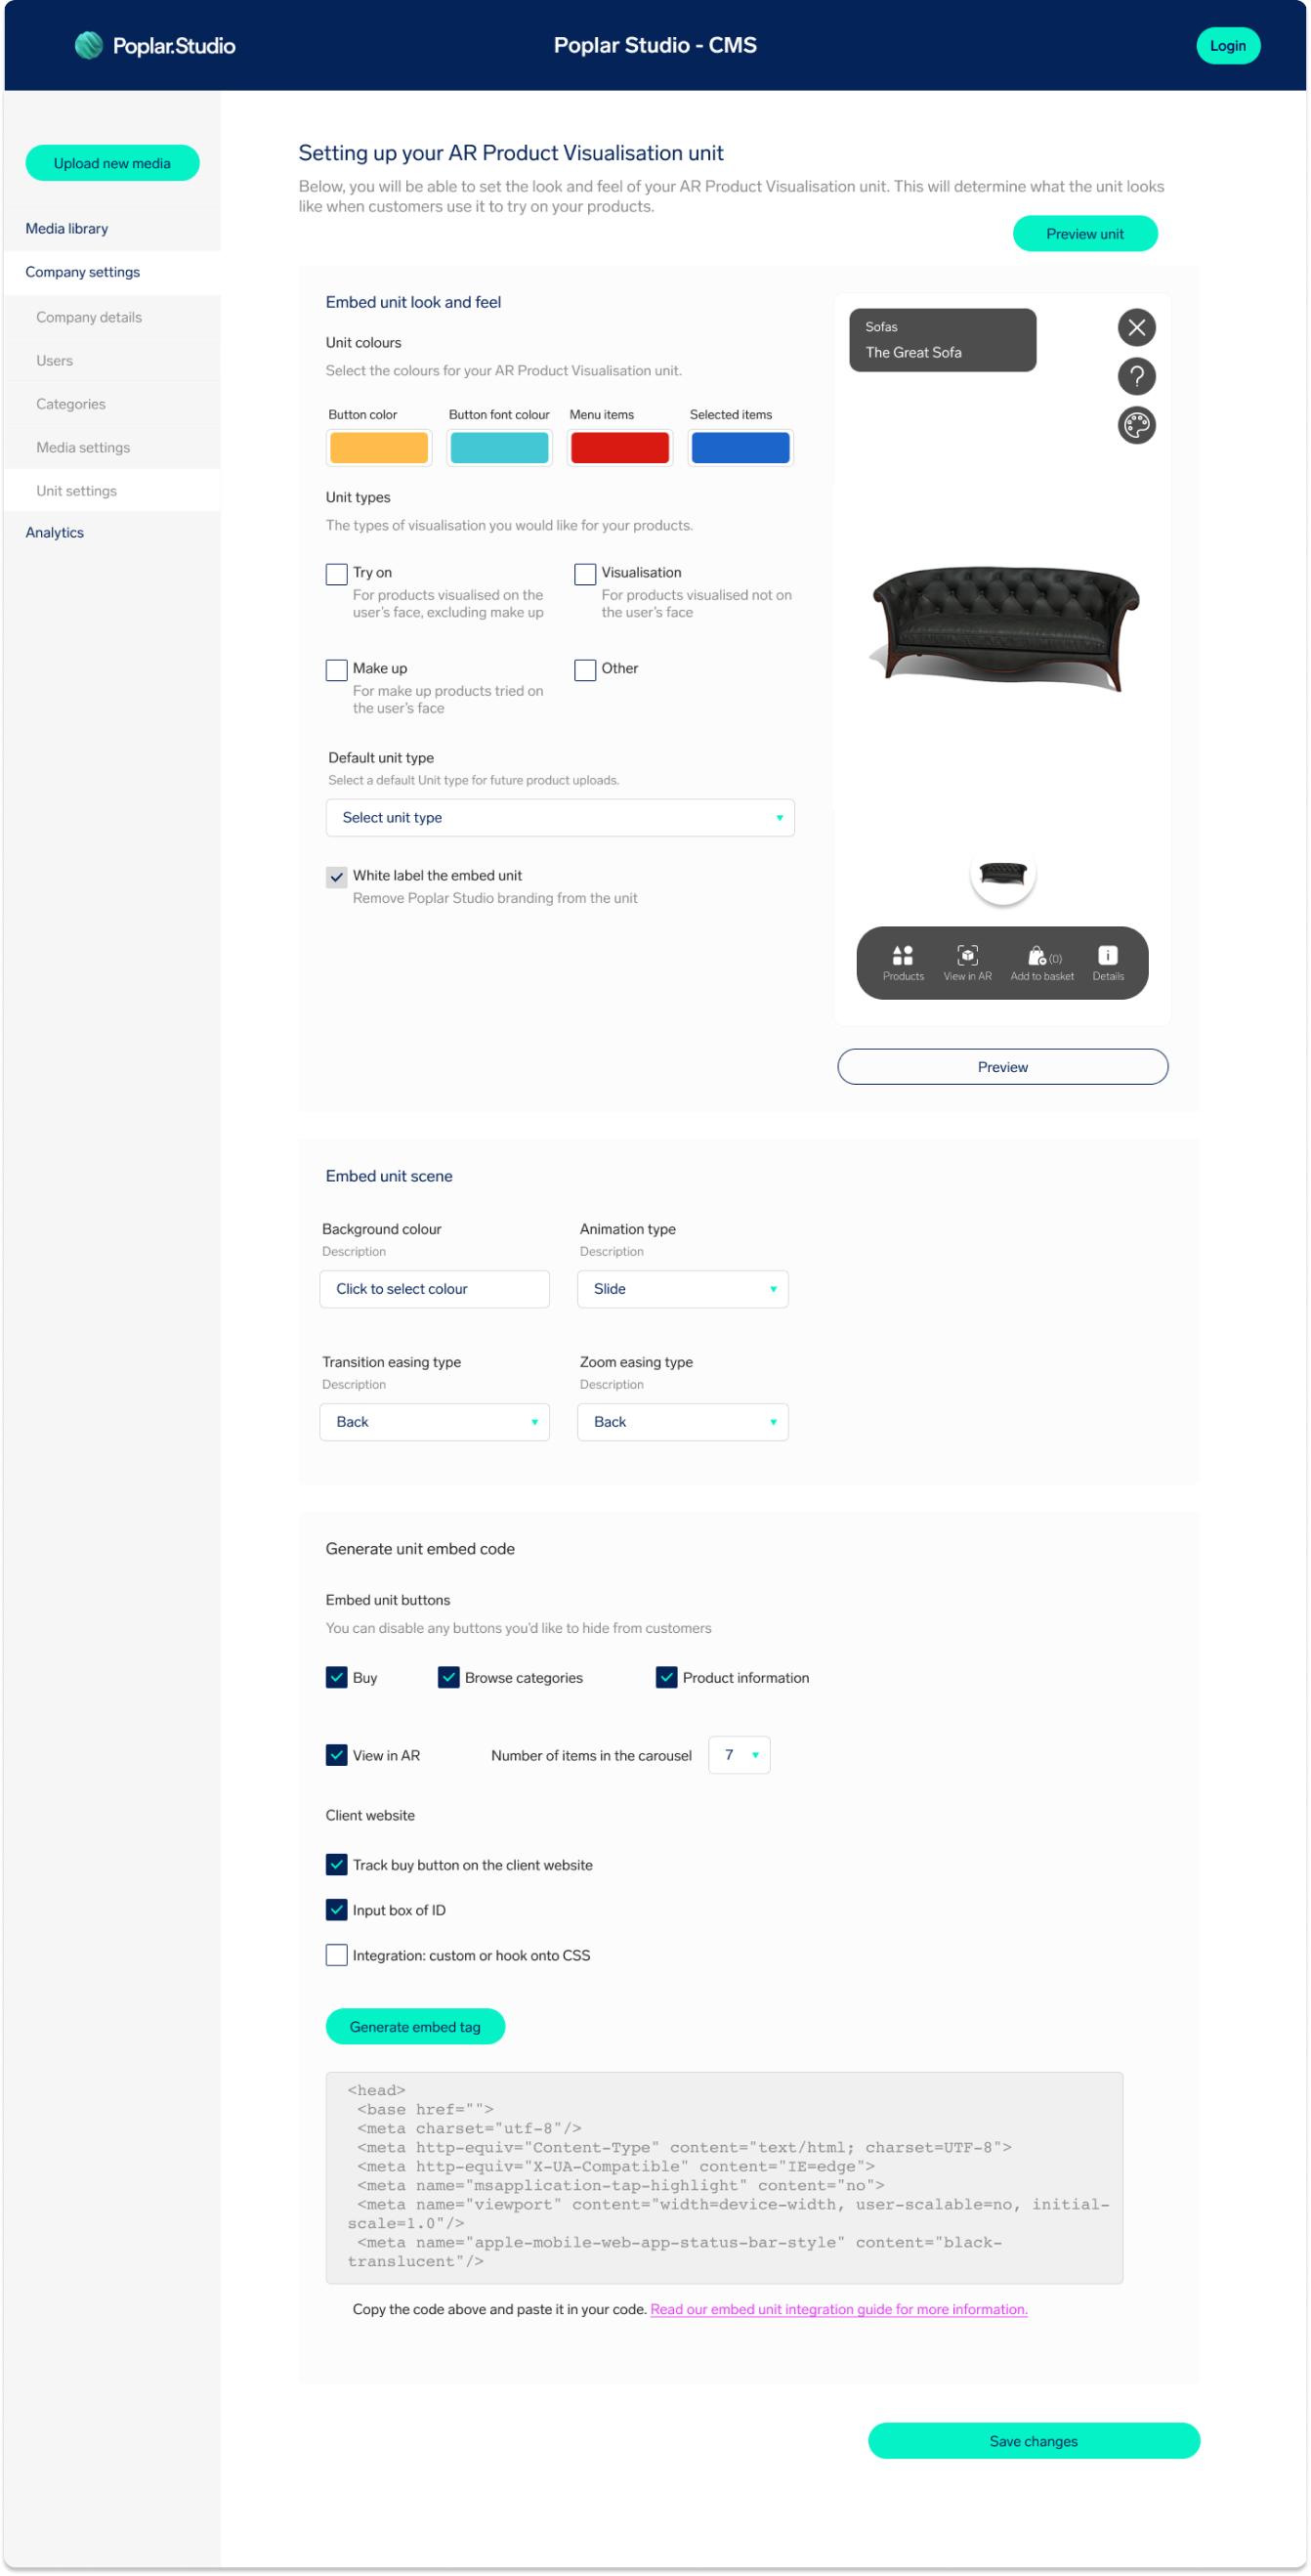 Poplar.Studio
Poplar Studio - CMS
Login
Upload new media
Media library
Company settings
Company details
Users
Categories
Media settings
Unit settings
Analytics
Setting up your AR Product Visualisation unit
Below, you will be able to set the look and feel of your AR Product Visualisation unit. This will determine what the unit looks
like when customers use it to try on your products.
Preview unit
Embed unit look and feel
Unit colours
Select the colours for your AR Product Visualisation unit.
Button color
Button font colour
Menu items
Selected items
Unit types
The types of visualisation you would like for your products.
Try on
For products visualised on the
user's face, excluding make up
Visualisation
For products visualised not on
the user's face
Make up
For make up products tried on
the user's face
Other
Default unit type
Select a default Unit type for future product uploads.
Select unit type
White label the embed unit
Remove Poplar Studio branding from the unit
Sofas
The Great Sofa
?
(0)
i
Products
View in AR
Add to basket
Details
Preview
Embed unit scene
Background colour
Description
Click to select colour
Animation type
Description
Slide
Transition easing type
Description
Back
Zoom easing type
Description
Back
Generate unit embed code
Embed unit buttons
You can disable any buttons you'd like to hide from customers
Buy
Browse categories
Product information
View in AR
Number of items in the carousel
7
Client website
Track buy button on the client website
Input box of ID
Integration: custom or hook onto CSS
Generate embed tag
<head>
<base href="">
<meta charset="utf-8"/>
<meta http-equiv="Content-Type" content="text/html; charset=UTF-8">
<meta http-equiv="X-UA-Compatible" content="IE=edge">
<meta name="msapplication-tap-highlight" content="no">
<meta name="viewport" content="width=device-width, user-scalable=no, initial-
scale=1.0"/>
<meta name="apple-mobile-web-app-status-bar-style" content="black-
translucent"/>
Copy the code above and paste it in your code. Read our embed unit integration guide for more information.
Save changes